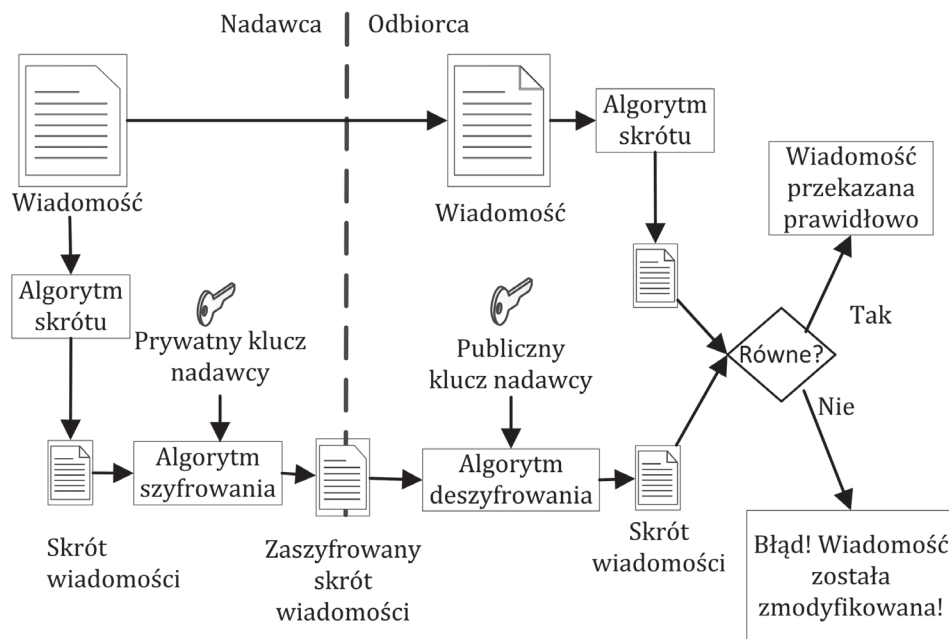 Nadawca
Odbiorca
Wiadomość
Wiadomość
Algorytm
skrótu
Wiadomość
przekazana
prawidłowo
Algorytm
skrótu
Prywatny klucz
nadawcy
Publiczny
klucz nadawcy
Równe?
Tak
Nie
Algorytm
szyfrowania
Algorytm
deszyfrowania
Skrót
wiadomości
Zaszyfrowany
skrót
wiadomości
Skrót
wiadomości
Błąd! Wiadomość
została
zmodyfikowana!